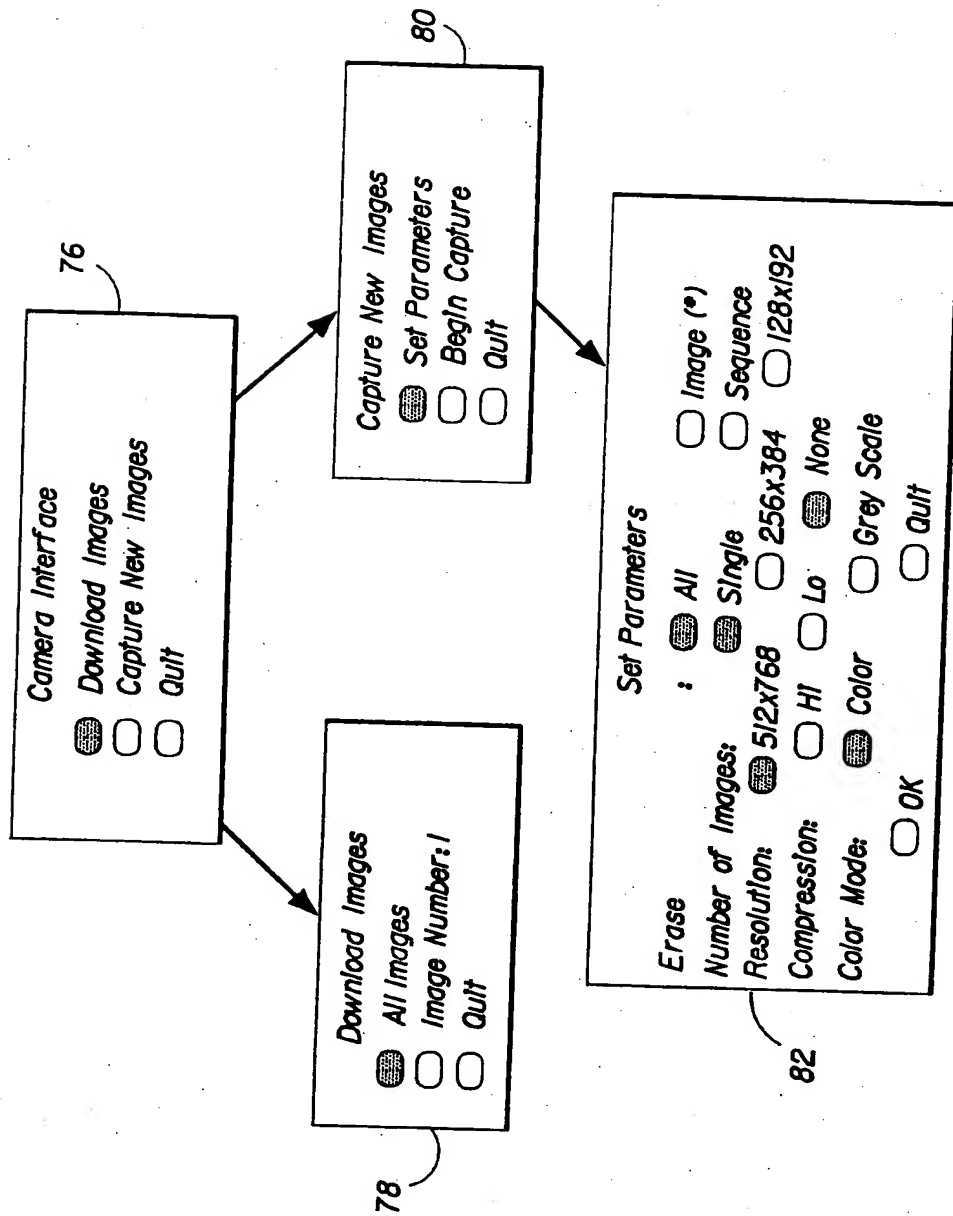 76
Camera Interface
Download Images
Capture New Images
Quit
78
Download Images
All Images
Image Number:1
Quit
80
Capture New Images
Set Parameters
Begin Capture
Quit
82
Set Parameters
Erase : All Image (*)
Number of Images: Single Sequence
Resolution: 512x768 256x384 128x192
Compression: Hi Lo None
Color Mode: Color Grey Scale
OK Quit